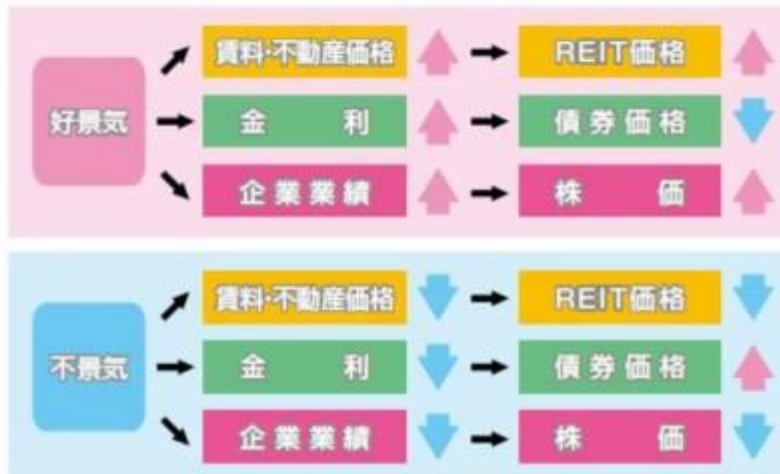 賃料・不動産価格 REIT価格
好景気 金利 債券価格
企業業績 株価
賃料・不動産価格 REIT価格
不景気 金利 債券価格
企業業績 株価